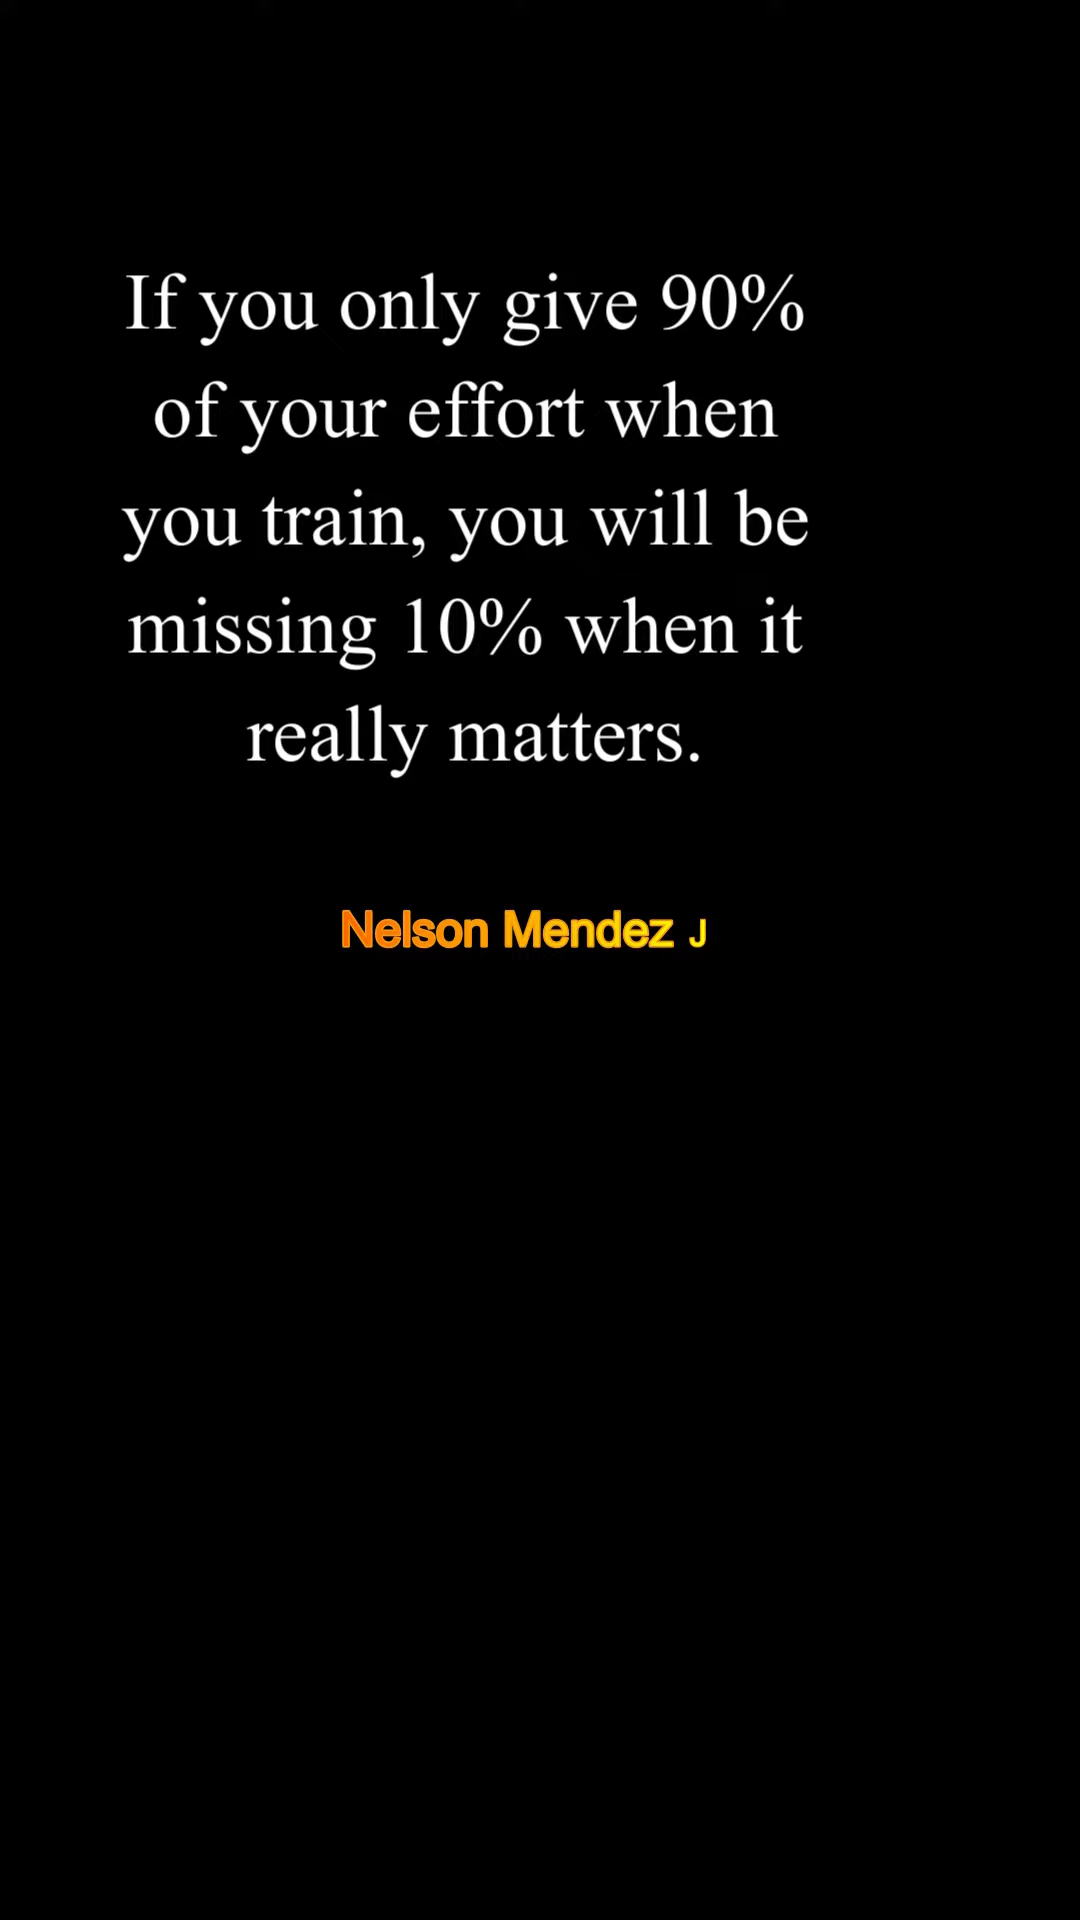 If you only give 90%
of your effort when
you train, you will be
missing 10% when it
really matters.
Nelson Mendez J